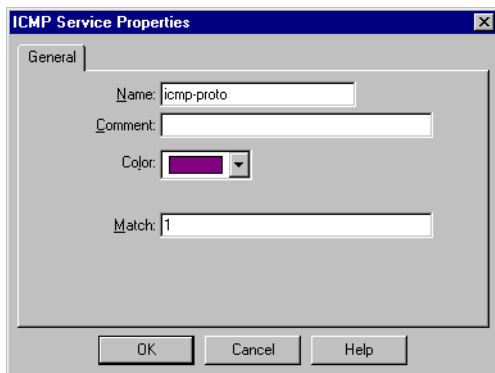 ICMP Service Properties
General
Name: icmp-proto
Comment:
Color:
Match: 1
OK Cancel Help